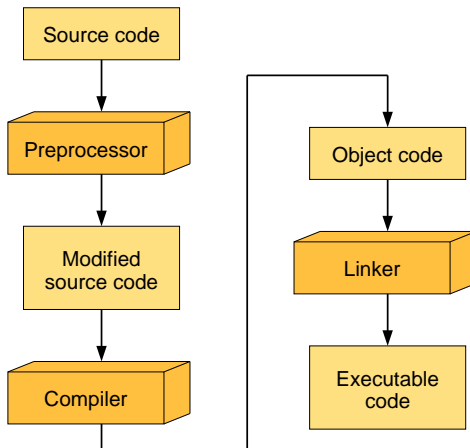 Source code
Preprocessor
Modified
source code
Compiler
Object code
Linker
Executable
code